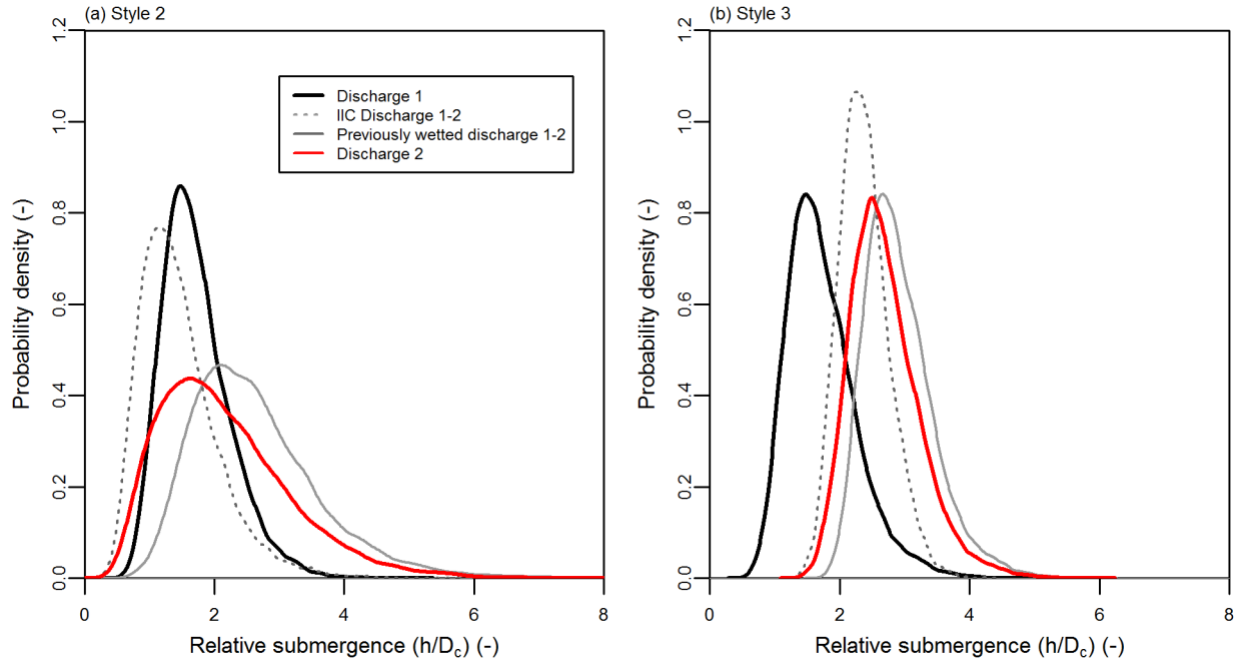 (a) Style 2
1.2
1.0
0.8
0.6
0.4
0.2
0.0
Probability density (-)
Discharge 1
IIC Discharge 1-2
Previously wetted discharge 1-2
Discharge 2
0 2 4 6 8
Relative submergence (h/Dc) (-)
(b) Style 3
1.2
1.0
0.8
0.6
0.4
0.2
0.0
Probability density (-)
0 2 4 6 8
Relative submergence (h/Dc) (-)